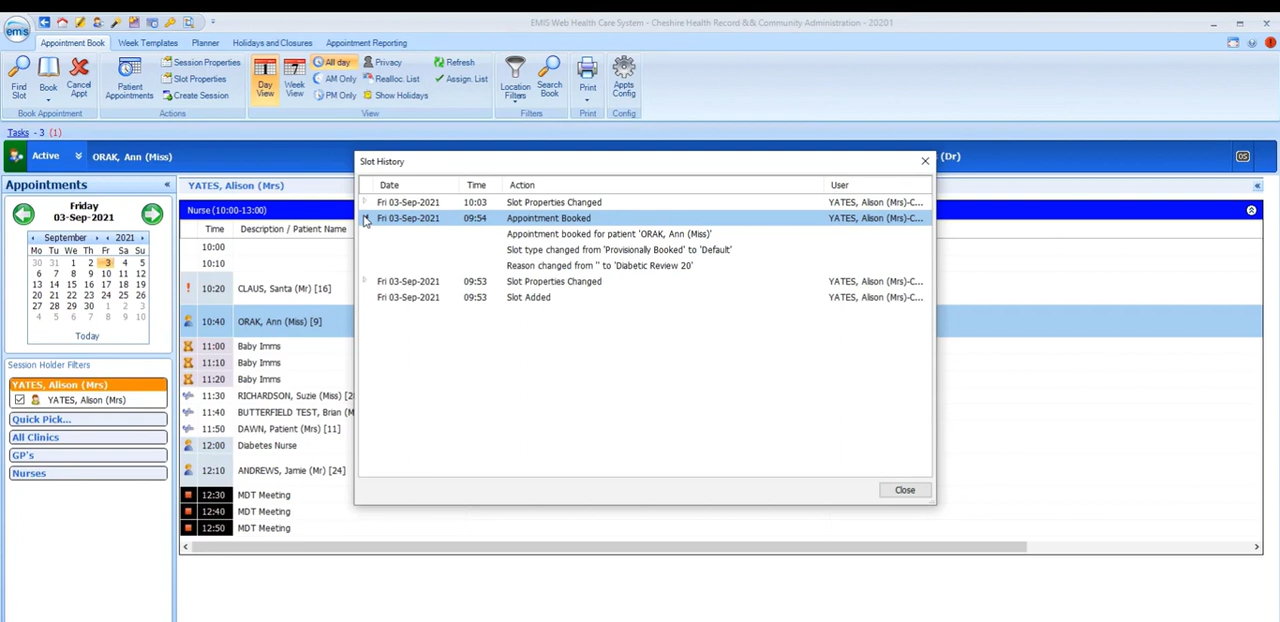 EMIS Web Health Care System - Cheshire Health Record && Community Administration - 20201
emis
Appointment Book Week Templates Planner Holidays and Closures Appointment Reporting
Find Slot
Book
Cancel Appt
Book Appointment
Patient Appointments
Session Properties
Slot Properties
Create Session
Actions
Day View
Week View
All day
AM Only
PM Only
Privacy
Realloc. List
Show Holidays
Refresh
Assign. List
View
Location Filters
Search Book
Filters
Print
Print
Appts Config
Config
Tasks - 3 (1)
Active ORAK, Ann (Miss) (Dr) OS
Appointments «
Friday
03-Sep-2021
September 2021
Mo Tu We Th Fr Sa Su
30 31 1 2 3 4 5
6 7 8 9 10 11 12
13 14 15 16 17 18 19
20 21 22 23 24 25 26
27 28 29 30 1 2 3
4 5 6 7 8 9 10
Today
Session Holder Filters
YATES, Alison (Mrs)
YATES, Alison (Mrs)
Quick Pick...
All Clinics
GP's
Nurses
YATES, Alison (Mrs) «
Nurse (10:00-13:00)
Time Description / Patient Name
10:00
10:10
10:20 CLAUS, Santa (Mr) [16]
10:40 ORAK, Ann (Miss) [9]
11:00 Baby Imms
11:10 Baby Imms
11:20 Baby Imms
11:30 RICHARDSON, Suzie (Miss) [2
11:40 BUTTERFIELD TEST, Brian (M
11:50 DAWN, Patient (Mrs) [11]
12:00 Diabetes Nurse
12:10 ANDREWS, Jamie (Mr) [24]
12:30 MDT Meeting
12:40 MDT Meeting
12:50 MDT Meeting
Slot History
Date Time Action User
Fri 03-Sep-2021 10:03 Slot Properties Changed YATES, Alison (Mrs)-C...
Fri 03-Sep-2021 09:54 Appointment Booked YATES, Alison (Mrs)-C...
Appointment booked for patient 'ORAK, Ann (Miss)'
Slot type changed from 'Provisionally Booked' to 'Default'
Reason changed from '' to 'Diabetic Review 20'
Fri 03-Sep-2021 09:53 Slot Properties Changed YATES, Alison (Mrs)-C...
Fri 03-Sep-2021 09:53 Slot Added YATES, Alison (Mrs)-C...
Close